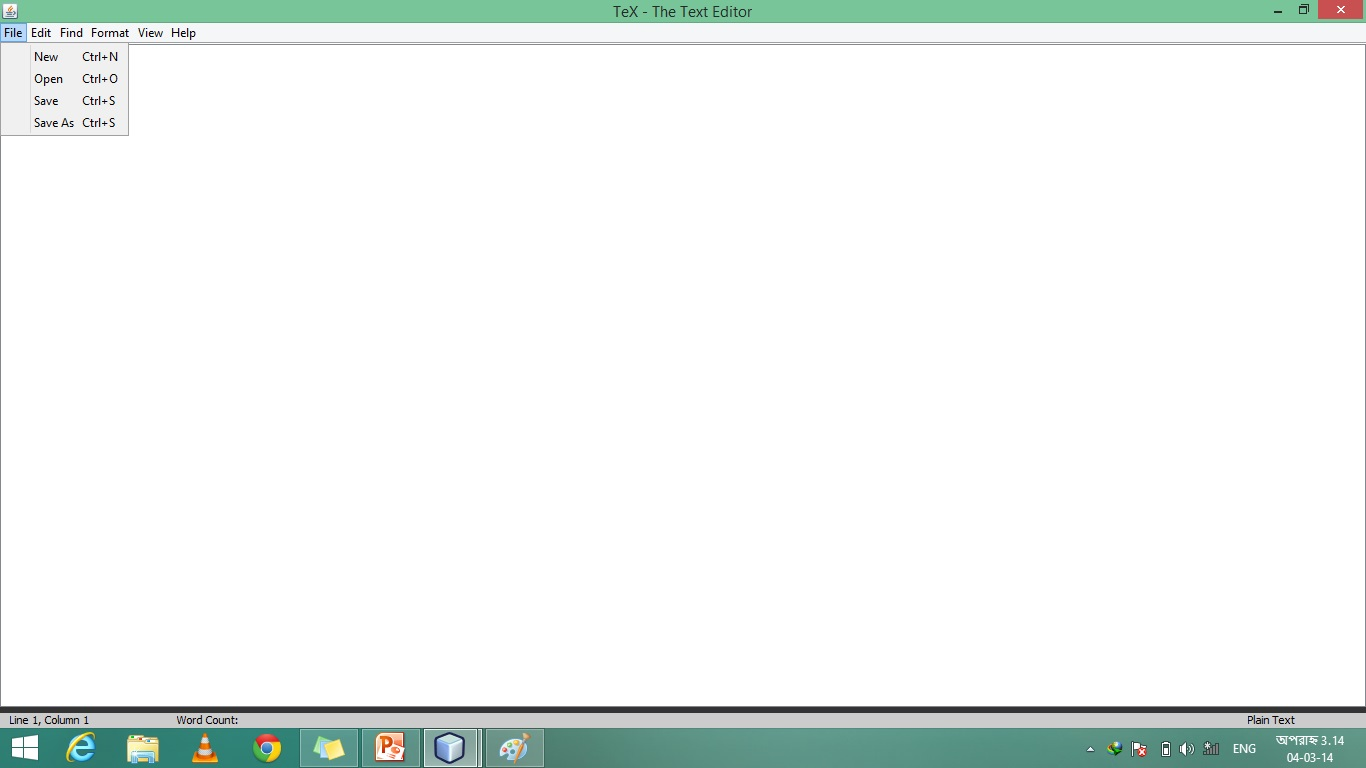 TeX - The Text Editor
File Edit Find Format View Help
New Ctrl+N
Open Ctrl+O
Save Ctrl+S
Save As Ctrl+S
Line 1, Column 1 Word Count: Plain Text
ENG অপরাহ্ন 3.14
04-03-14